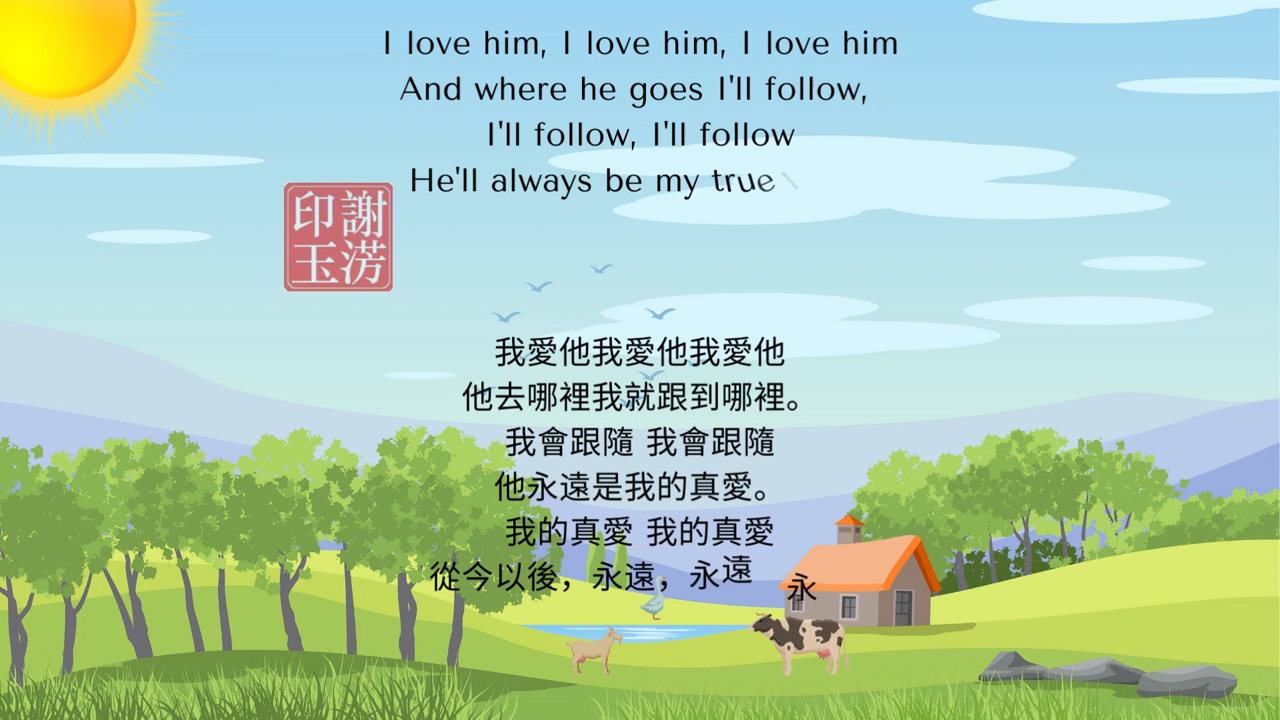 I love him, I love him, I love him
And where he goes I'll follow,
I'll follow, I'll follow
He'll always be my true
謝淓
玉印
我愛他我愛他我愛他
他去哪裡我就跟到哪裡。
我會跟隨 我會跟隨
他永遠是我的真愛。
我的真愛 我的真愛
從今以後，永遠，永遠 永